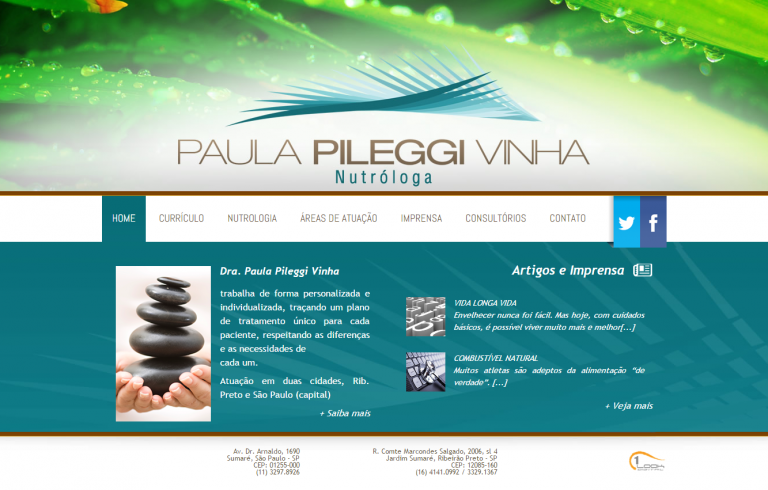 PAULA PILEGGI VINHA
Nutróloga
HOME
CURRÍCULO
NUTROLOGIA
ÁREAS DE ATUAÇÃO
IMPRENSA
CONSULTÓRIOS
CONTATO
Dra. Paula Pileggi Vinha
trabalha de forma personalizada e
individualizada, traçando um plano
de tratamento único para cada
paciente, respeitando as diferenças
e as necesidades de
cada um.
Atuação em duas cidades, Rib.
Preto e São Paulo (capital)
+ Saiba mais
Artigos e Imprensa
VIDA LONGA VIDA
Envelhecer nunca foi fácil. Mas hoje, com cuidados
básicos, é possível viver muito mais e melhor[...]
COMBUSTÍVEL NATURAL
Muitos atletas são adeptos da alimentação “de
verdade”. [...]
+ Veja mais
Av. Dr. Arnaldo, 1690
Sumaré, São Paulo - SP
CEP: 01255-000
(11) 3297.8926
R. Comte Marcondes Salgado, 2006, sl 4
Jardim Sumaré, Ribeirão Preto - SP
CEP: 12085-160
(16) 4141.0992 / 3329.1367